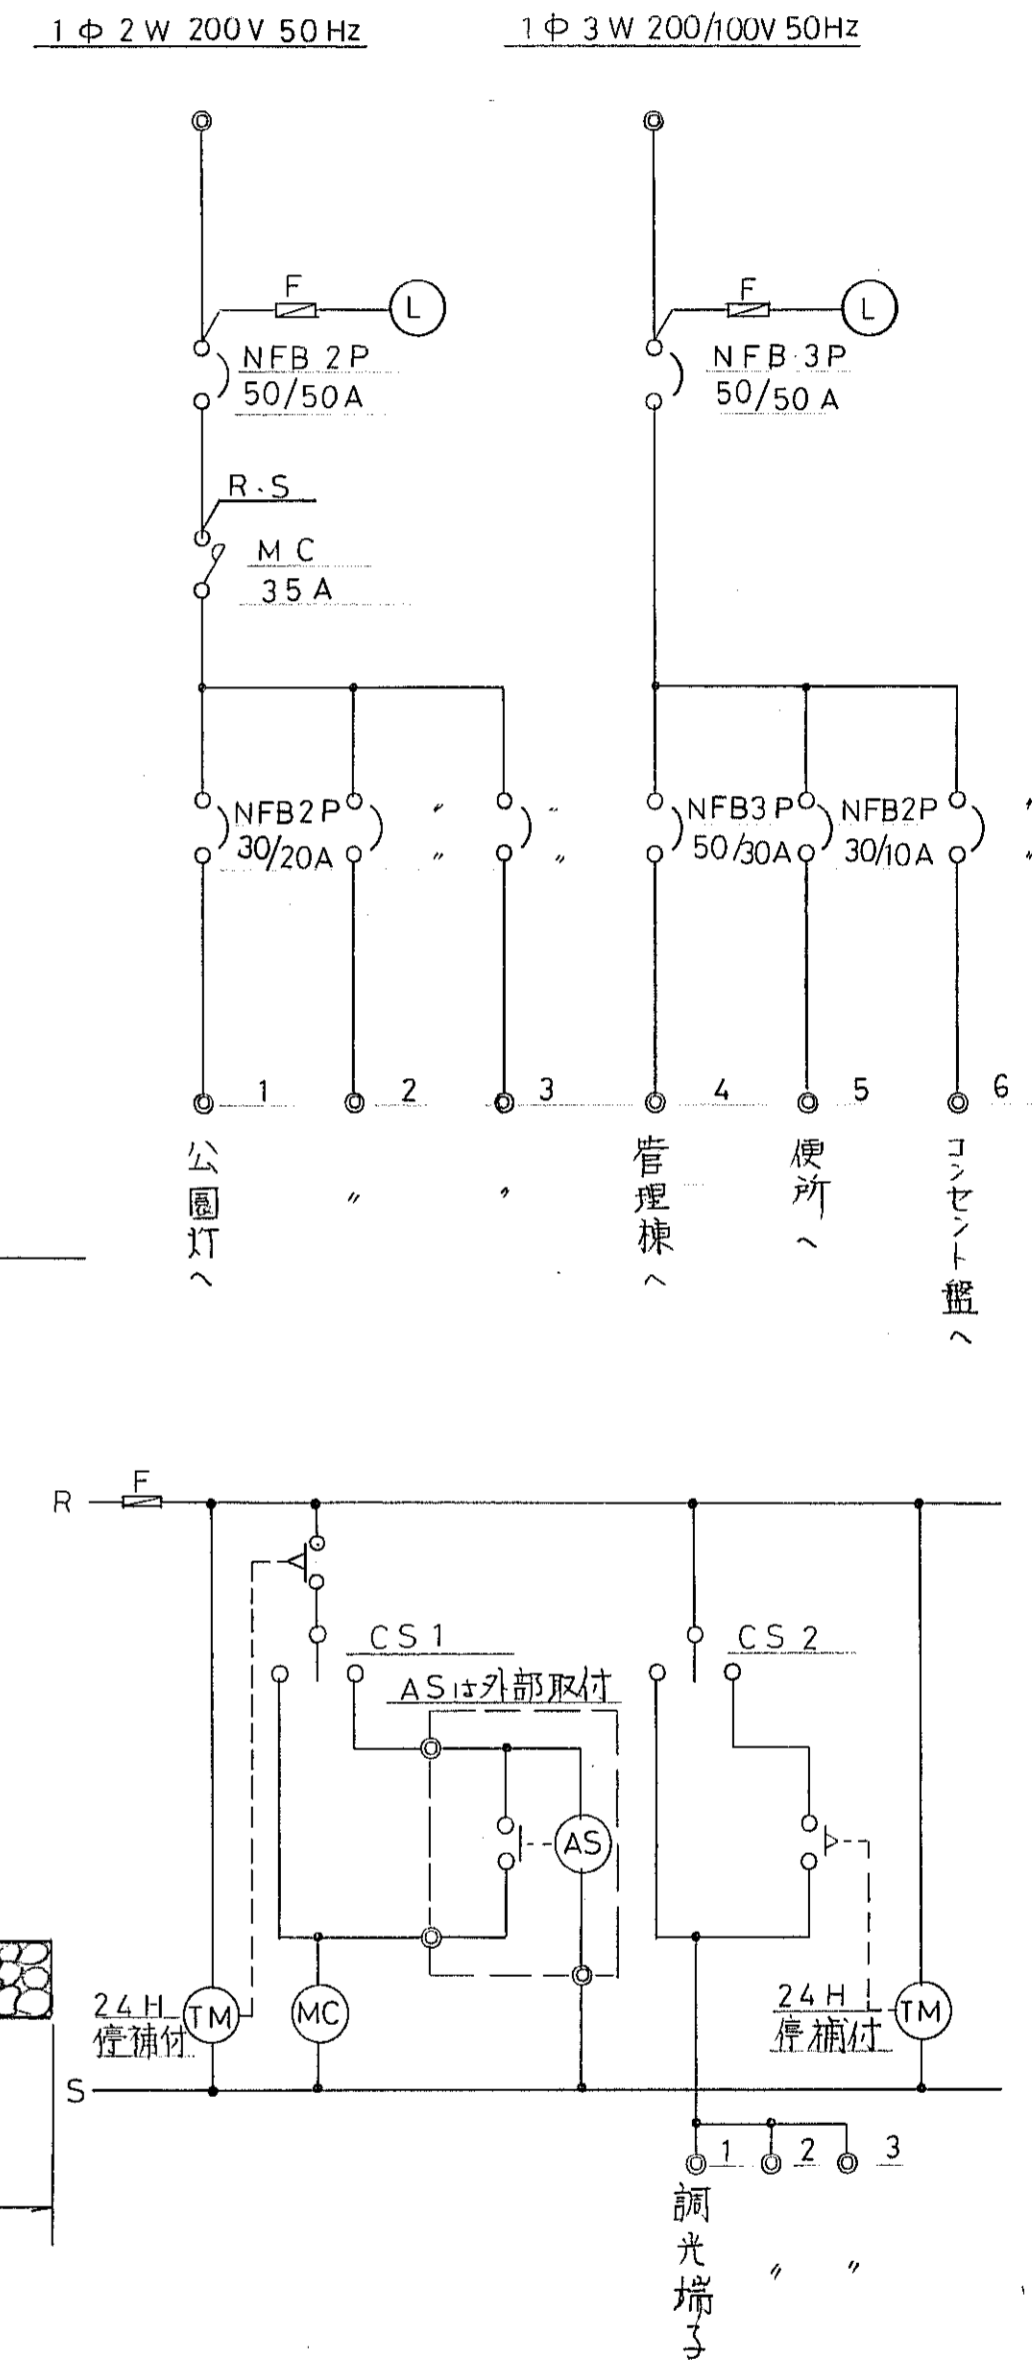 1Φ2W 200V 50Hz
1Φ3W 200/100V 50Hz
F
L
NFB 2P
50/50A
F
L
NFB 3P
50/50A
R.S
MC
35A
NFB2P
30/20A
〃
〃
〃
〃
NFB3P
50/30A
NFB2P
30/10A
〃
〃
1
2
3
4
5
6
公園灯へ
〃
〃
管理棟へ
便所へ
コンセント盤へ
R
F
CS1
ASは外部取付
CS2
AS
24H
停補付
TM
MC
24H
停補付
TM
S
1
2
3
調光端子
〃
〃